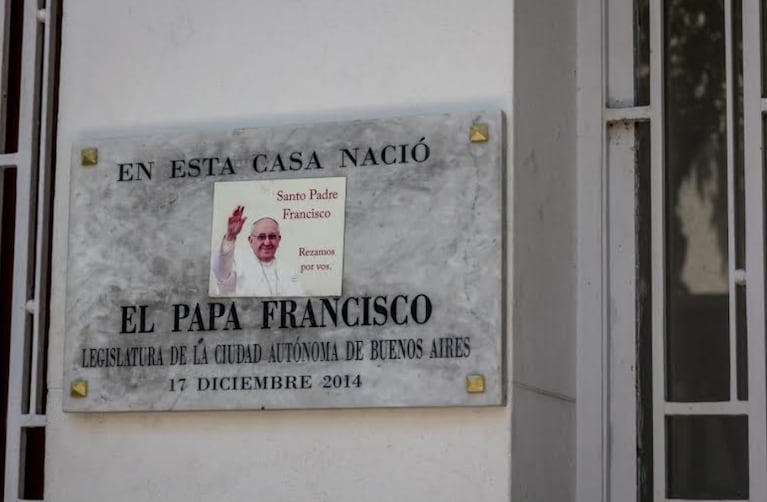 EN ESTA CASA NACIÓ
Santo Padre
Francisco
Rezamos
por vos.
EL PAPA FRANCISCO
LEGISLATURA DE LA CIUDAD AUTÓNOMA DE BUENOS AIRES
17 DICIEMBRE 2014